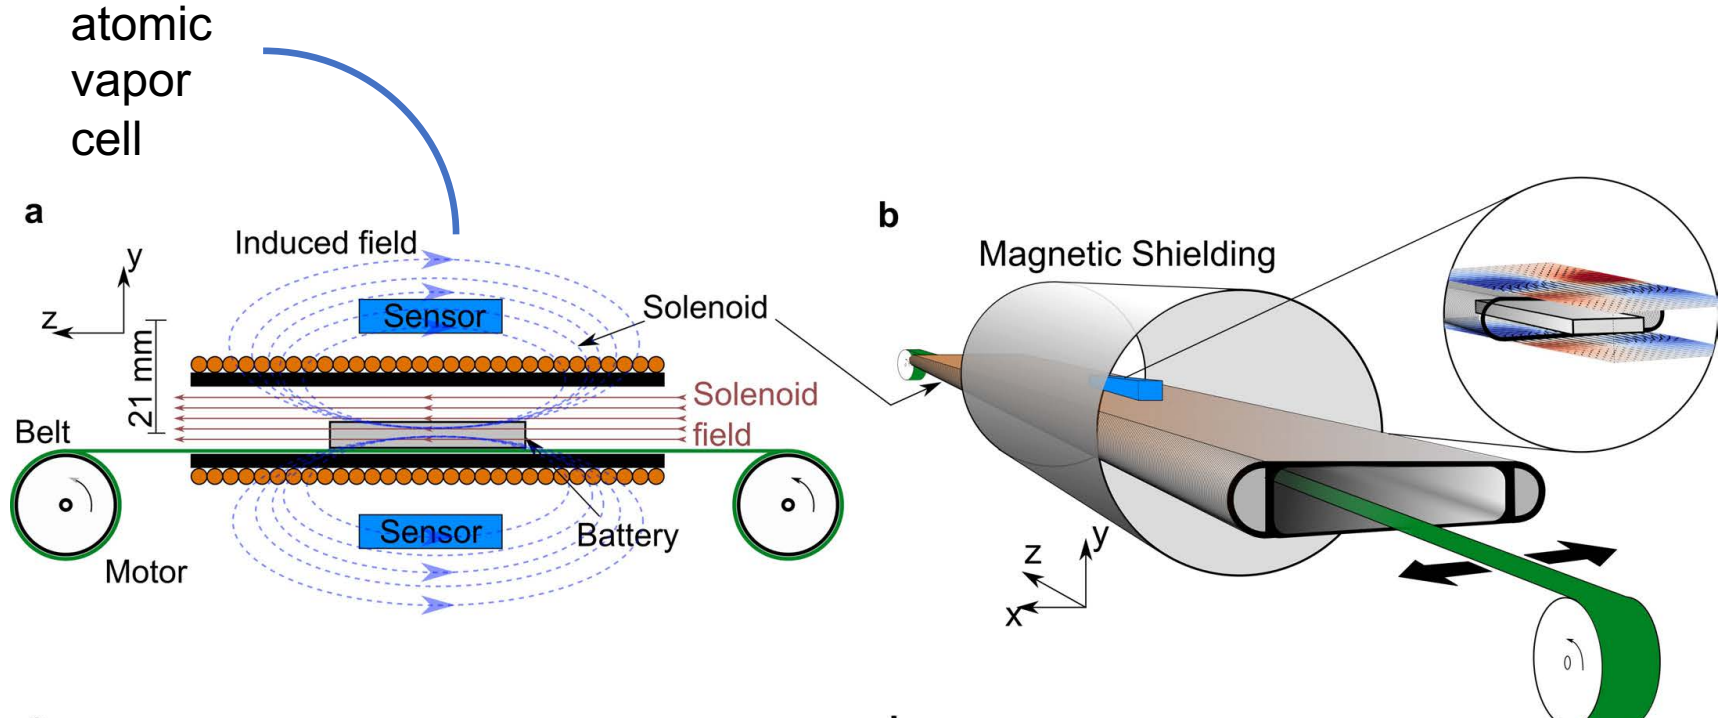 atomic
vapor
cell
a
Induced field
y
z
Sensor
Solenoid
21 mm
Solenoid
field
Belt
Sensor
Battery
Motor
b
Magnetic Shielding
z
y
x